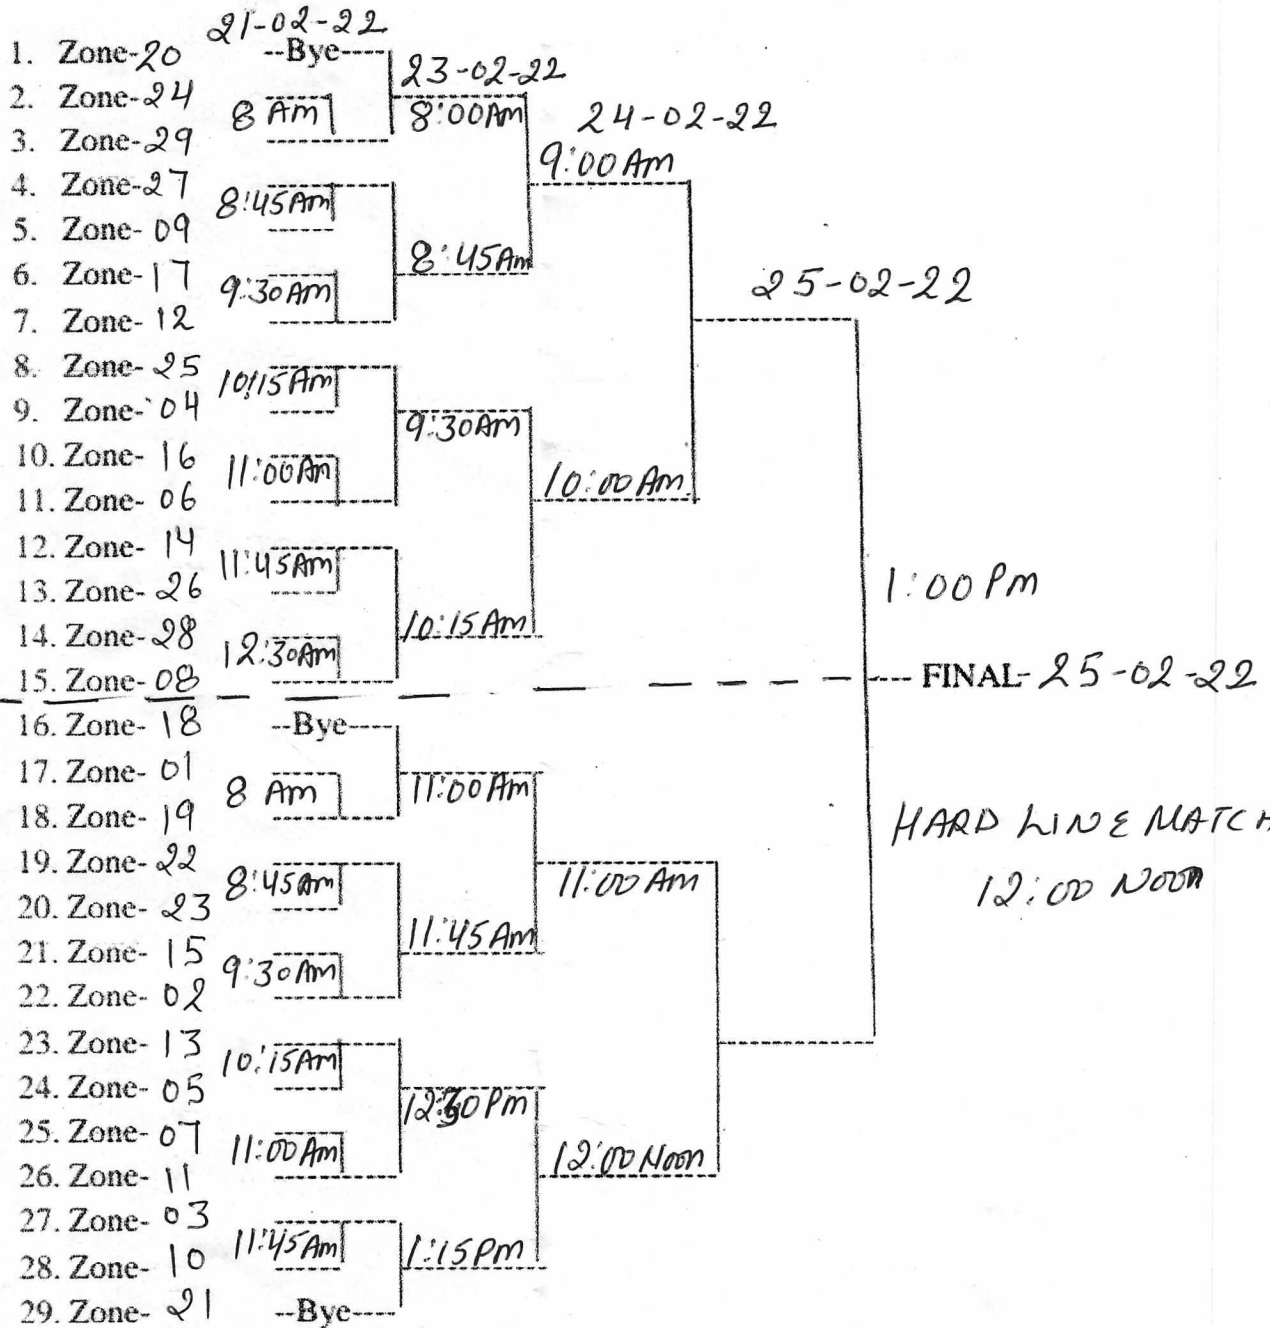 21-02-22
1. Zone-20 --Bye----
23-02-22
2. Zone-24
8 Am 8:00Am 24-02-22
3. Zone-29
9:00Am
4. Zone-27
8:45Am
5. Zone-09
8:45Am
6. Zone-17
9:30Am 25-02-22
7. Zone-12
8. Zone-25
10:15Am
9. Zone-04
9:30Am
10. Zone-16
11:00Am 10:00Am
11. Zone-06
12. Zone-14
11:45Am
13. Zone-26 1:00 Pm
14. Zone-28 10:15Am
12:30Am
15. Zone-08 ---- FINAL- 25-02-22
16. Zone-18 --Bye----
17. Zone-01
8 Am 11:00Am
18. Zone-19
HARD LINE MATCH
19. Zone-22
8:45Am 11:00 Am 12:00 Noon
20. Zone-23
11:45Am
21. Zone-15
9:30Am
22. Zone-02
23. Zone-13
10:15Am
24. Zone-05
12:30 Pm
25. Zone-07
11:00Am 12:00 Noon
26. Zone-11
27. Zone-03
11:45Am 1:15Pm
28. Zone-10
29. Zone-21 --Bye----